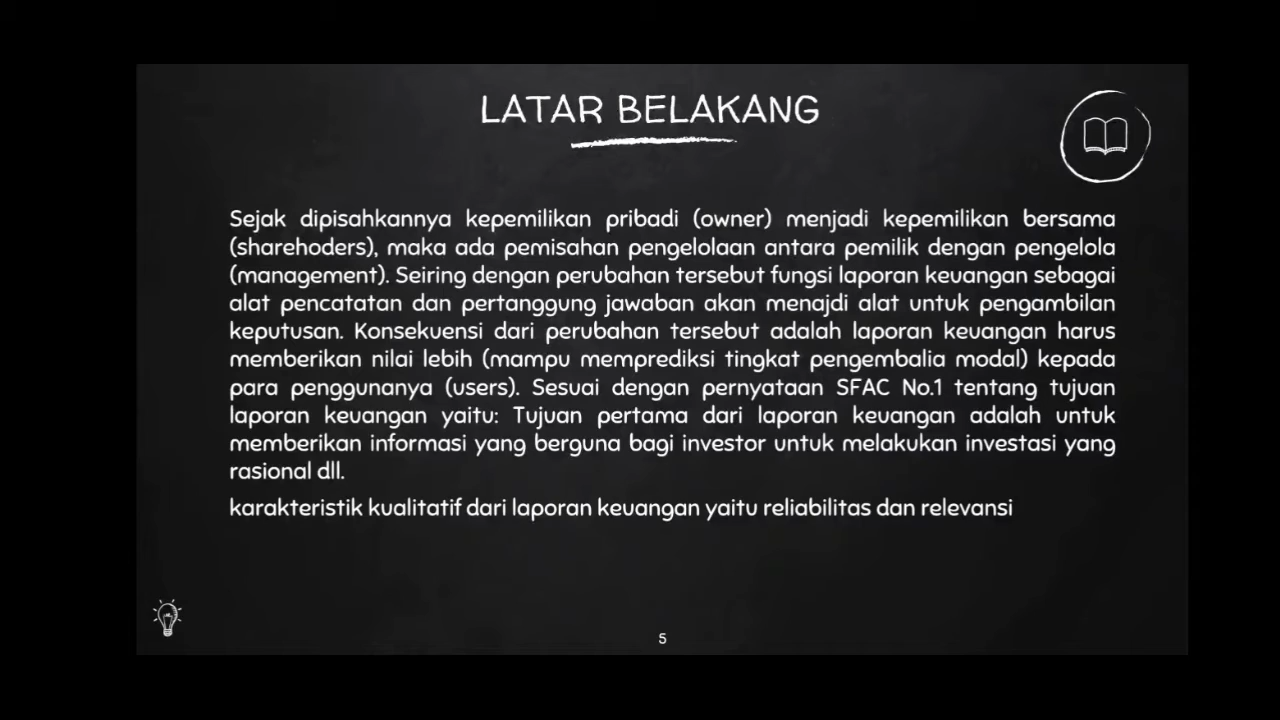 LATAR BELAKANG
Sejak dipisahkannya kepemilikan pribadi (owner) menjadi kepemilikan bersama
(sharehoders), maka ada pemisahan pengelolaan antara pemilik dengan pengelola
(management). Seiring dengan perubahan tersebut fungsi laporan keuangan sebagai
alat pencatatan dan pertanggung jawaban akan menajdi alat untuk pengambilan
keputusan. Konsekuensi dari perubahan tersebut adalah laporan keuangan harus
memberikan nilai lebih (mampu memprediksi tingkat pengembalia modal) kepada
para penggunanya (users). Sesuai dengan pernyataan SFAC No.1 tentang tujuan
laporan keuangan yaitu: Tujuan pertama dari laporan keuangan adalah untuk
memberikan informasi yang berguna bagi investor untuk melakukan investasi yang
rasional dll.
karakteristik kualitatif dari laporan keuangan yaitu reliabilitas dan relevansi
5